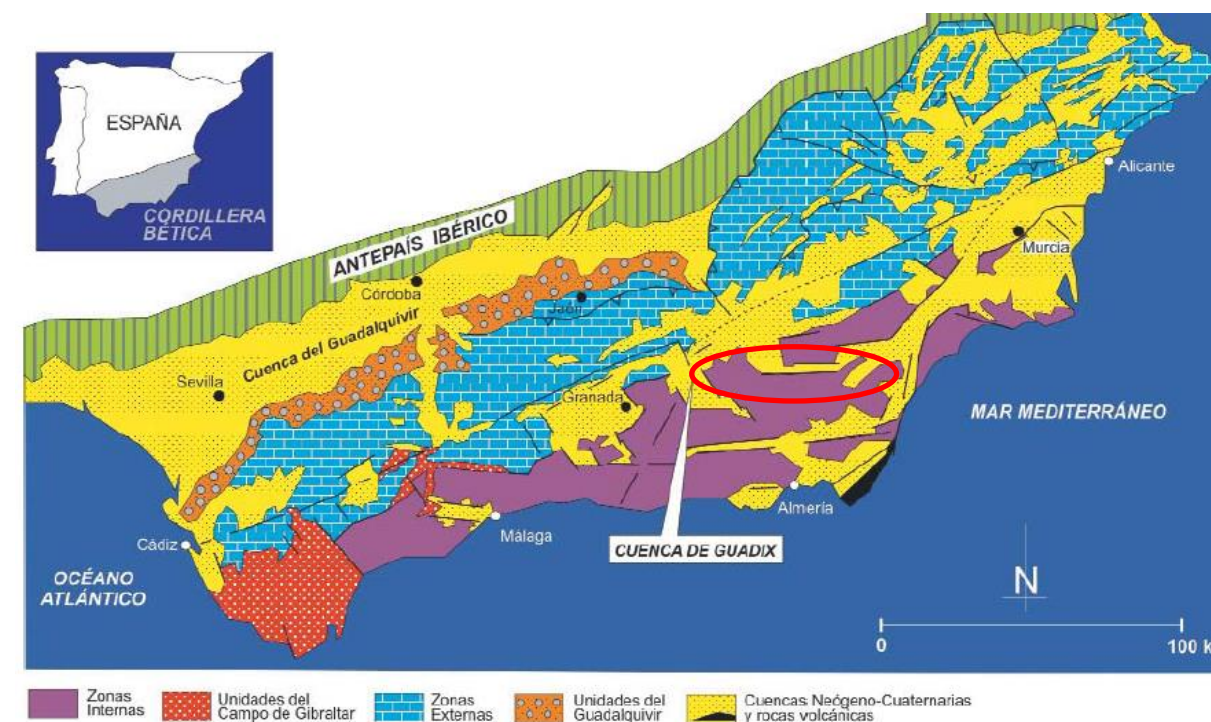 ESPAÑA
CORDILLERA
BÉTICA
ANTEPAÍS IBÉRICO
Alicante
Murcia
Córdoba
Jaén
Cuenca del Guadalquivir
Sevilla
Granada
MAR MEDITERRÁNEO
Almería
Málaga
CUENCA DE GUADIX
Cádiz
OCÉANO
ATLÁNTICO
N
0
100 k
Zonas
Internas
Unidades del
Campo de Gibraltar
Zonas
Externas
Unidades del
Guadalquivir
Cuencas Neógeno-Cuaternarias
y rocas volcánicas